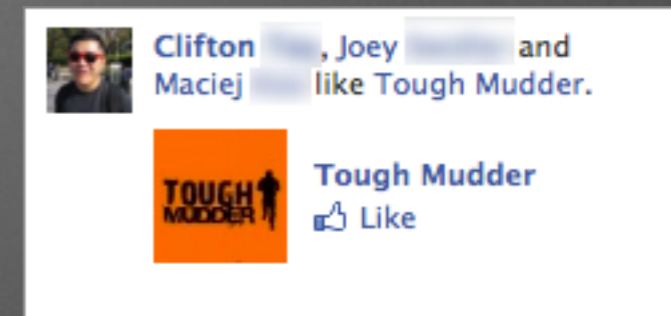 Clifton , Joey and
Maciej like Tough Mudder.
TOUGH
MUDDER
Tough Mudder
Like